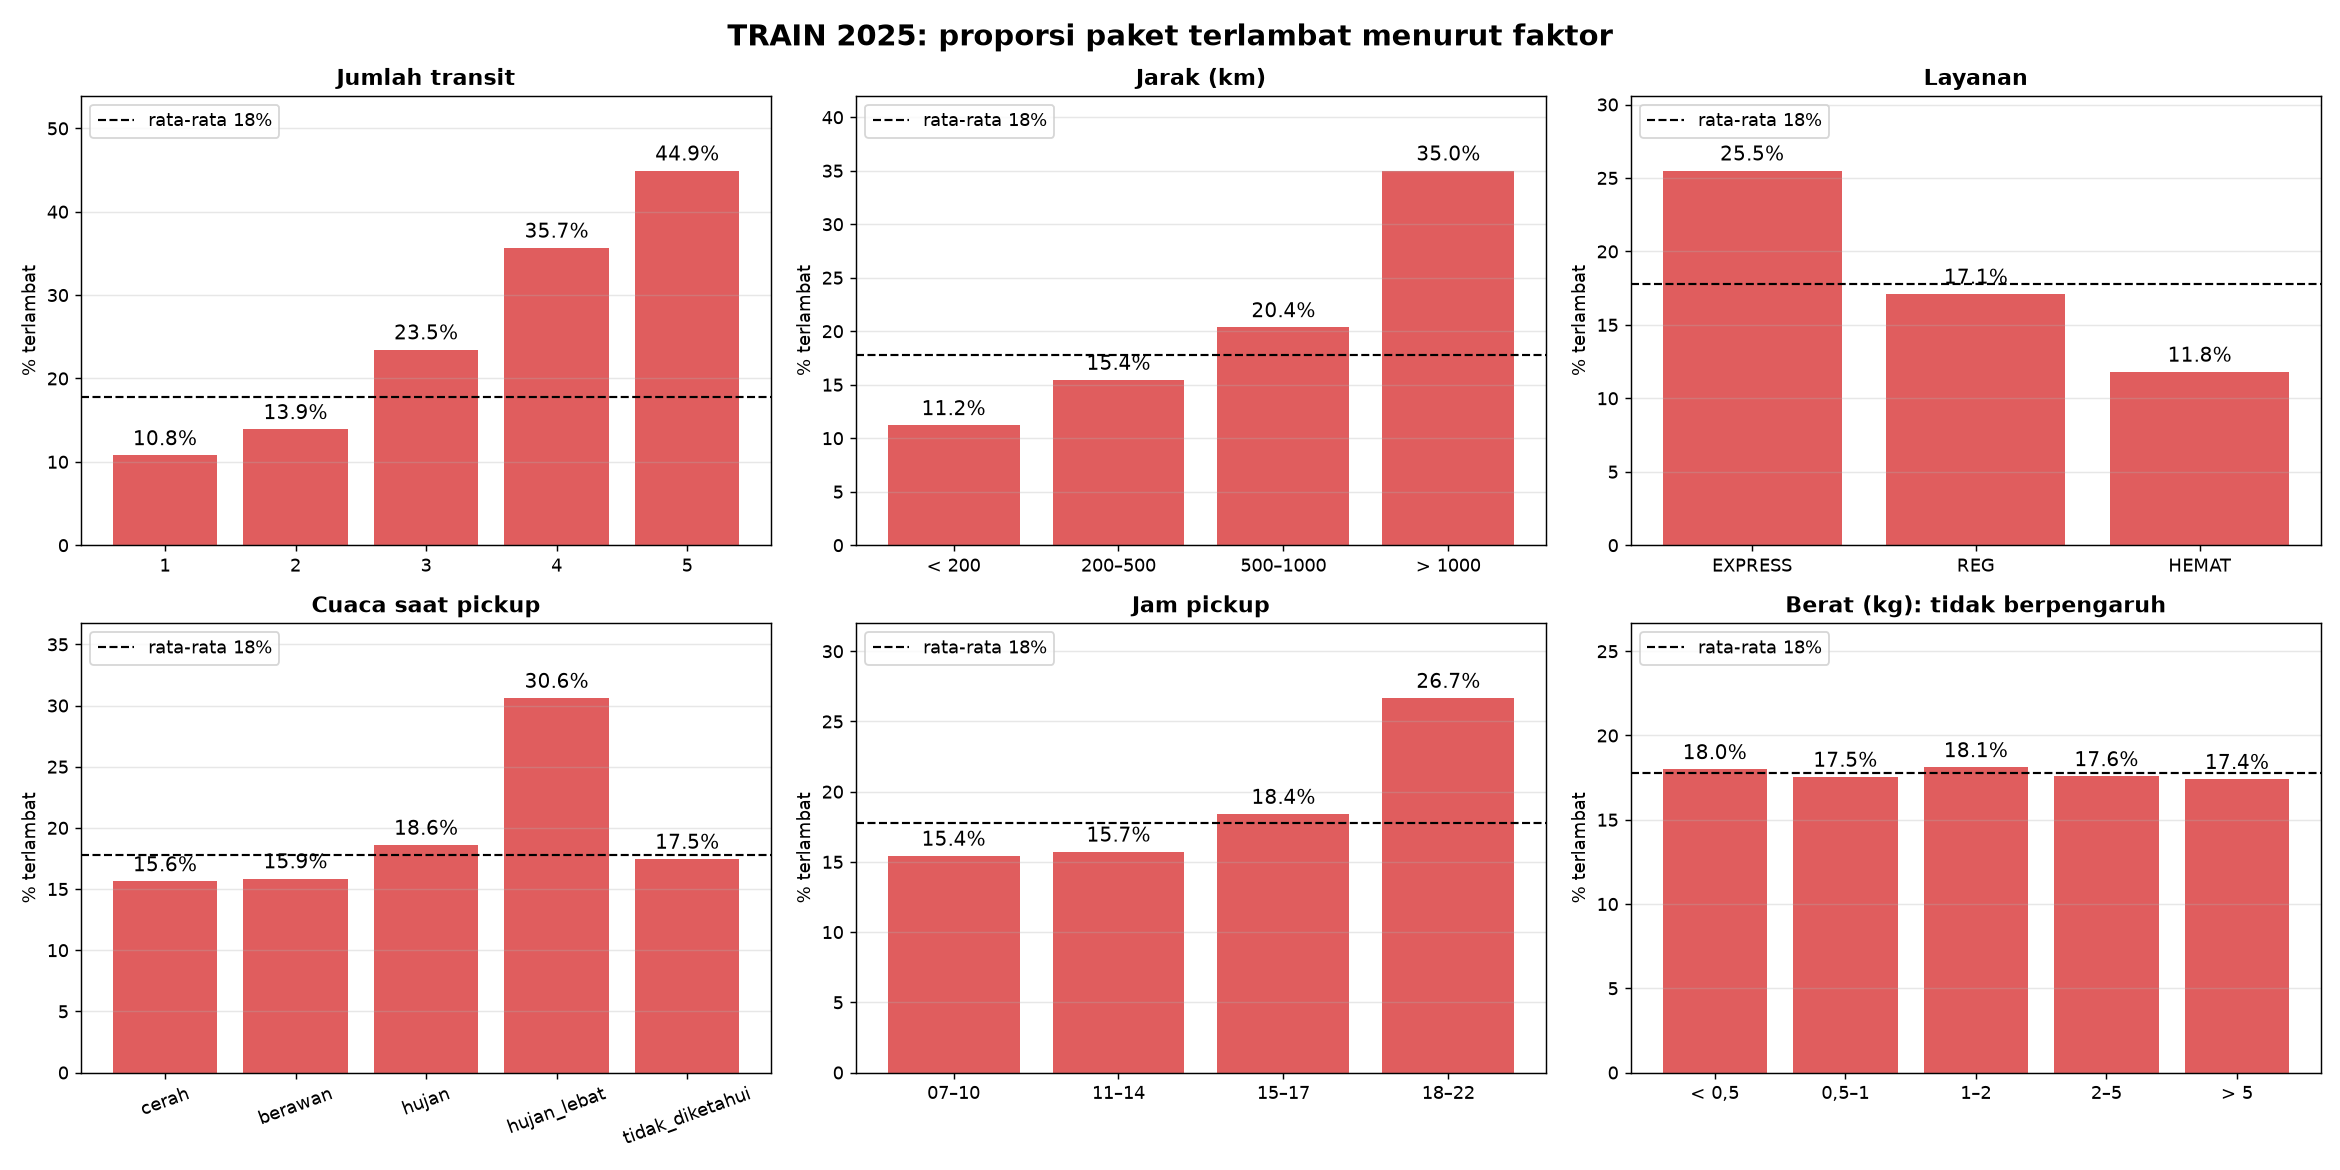 TRAIN 2025: proporsi paket terlambat menurut faktor
Jumlah transit
rata-rata 18%
% terlambat
50
40
30
20
10
0
10.8%
13.9%
23.5%
35.7%
44.9%
1 2 3 4 5
Jarak (km)
rata-rata 18%
% terlambat
40
35
30
25
20
15
10
5
0
11.2%
15.4%
20.4%
35.0%
< 200 200–500 500–1000 > 1000
Layanan
rata-rata 18%
% terlambat
30
25
20
15
10
5
0
25.5%
17.1%
11.8%
EXPRESS REG HEMAT
Cuaca saat pickup
rata-rata 18%
% terlambat
35
30
25
20
15
10
5
0
15.6%
15.9%
18.6%
30.6%
17.5%
cerah berawan hujan hujan_lebat tidak_diketahui
Jam pickup
rata-rata 18%
% terlambat
30
25
20
15
10
5
0
15.4%
15.7%
18.4%
26.7%
07–10 11–14 15–17 18–22
Berat (kg): tidak berpengaruh
rata-rata 18%
% terlambat
25
20
15
10
5
0
18.0%
17.5%
18.1%
17.6%
17.4%
< 0,5 0,5–1 1–2 2–5 > 5